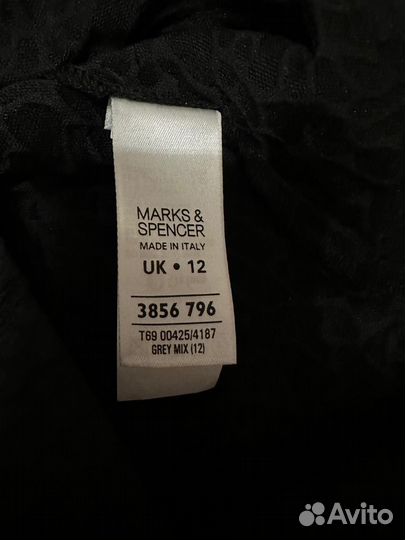 MARKS &
SPENCER
MADE IN ITALY
UK • 12
3856 796
T69 00425/4187
GREY MIX (12)
Avito